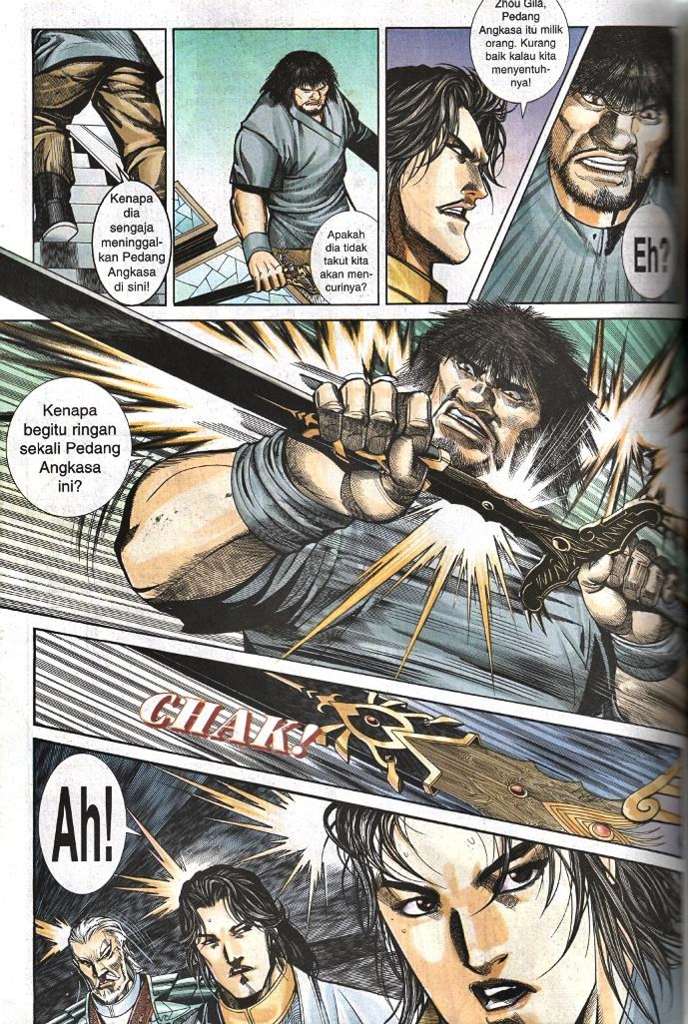 Kenapa
dia
sengaja
meninggal-
kan Pedang
Angkasa
di sini!
Apakah
dia tidak
takut kita
akan men-
curinya?
Zhou Gila,
Pedang
Angkasa itu milik
orang. Kurang
baik kalau kita
menyentuh-
nya!
Eh?
Kenapa
begitu ringan
sekali Pedang
Angkasa
ini?
CHAK!
Ah!